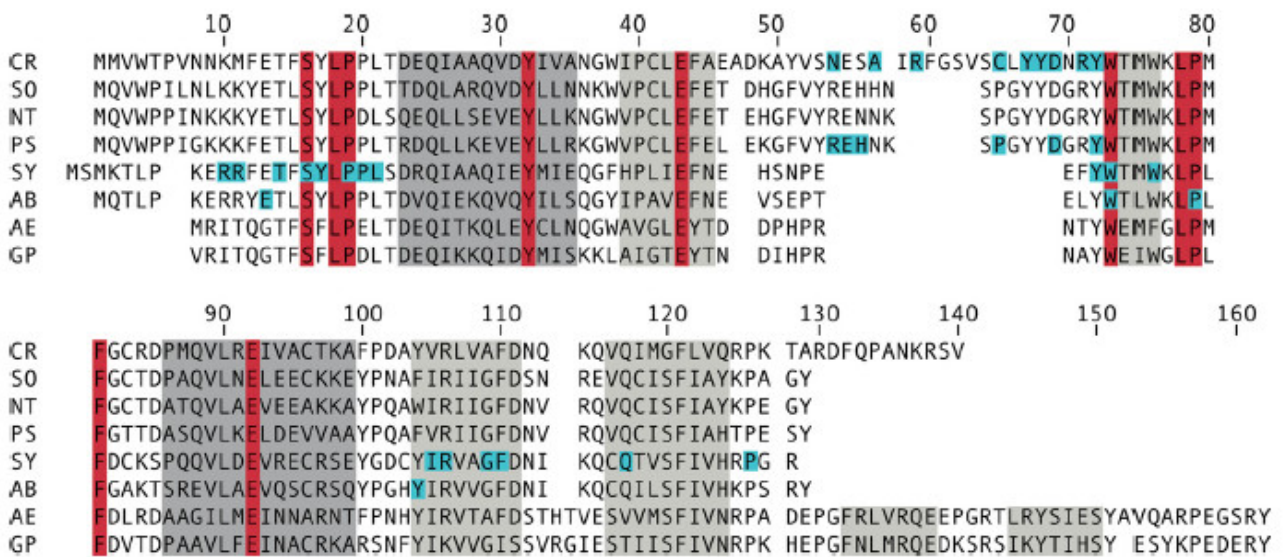 10 20 30 40 50 60 70 80
CR MMVWTPVNNKMFETFSYLPPLTDEQIAAQVDYIVANGWIPCLEFAEADKAYVSNESA IRFGSVSCLYYDNRYWTMWKLPM
SO MQVWPILNLKKYETLSYLPPLTTDQLARQVDYLLNNKWVPCLEFET DHGFVYREHHN SPGYYDGRYWTMWKLPM
NT MQVWPPINKKKYETLSYLPDLSQEQLLSEVEYLLKNGWVPCLEFET EHGFVYRENNK SPGYYDGRYWTMWKLPM
PS MQVWPPIGKKKFETLSYLPPLTRDQLLKEVEYLLRKGWVPCLEFEL EKGFVYREHNK SPGYYDGRYWTMWKLPM
SY MSMKTLP KERRFETFSYLPPLSDRQIAAQIEYMIEQGFHPLIEFNE HSNPE EFYWTMWKLPL
AB MQTLP KERRYETLSYLPPLTDVQIEKQVQYILSQGYIPAVEFNE VSEPT ELYWTLWKLPL
AE MRITQGTFSFLPELTDEQITKQLEYCLNQGWAVGLEYTD DPHPR NTYWEMFGLPM
GP VRITQGTFSFLPDLTDEQIKKQIDYMISKKLAIGTEYTN DIHPR NAYWEIWGLPL
90 100 110 120 130 140 150 160
CR FGCRDPMQVLREIVACTKAFPDAYVRLVAFDNQ KQVQIMGFLVQRPK TARDFQPANKRSV
SO FGCTDPAQVLNELEECKKEYPNAFIRIIGFDSN REVQCISFIAYKPA GY
NT FGCTDATQVLAEVEEAKKAYPQAWIRIIGFDNV RQVQCISFIAYKPE GY
PS FGTTDASQVLKELDEVVAAYPQAFVRIIGFDNV RQVQCISFIAHTPE SY
SY FDCKSPQQVLDEVRECRSEYGDCYIRVAGFDNI KQCQTVSFIVHRPG R
AB FGAKTSREVLAEVQSCRSQYPGHYIRVVGFDNI KQCQILSFIVNKPS RY
AE FDLRDAAGILMEINNARNTFPNHYIRVTAFDSTHTVESVVMSFIVNRPA DEPGFRLVRQEEPGRTLRYSIESYAVQARPEGSRY
GP FDVTDPAAVLFEINACRKARSNFYIKVVGISSVRGIESTIISFIVNRPK HEPGFNLMRQEDKSRSIKYTIHSY ESYKPEDERY